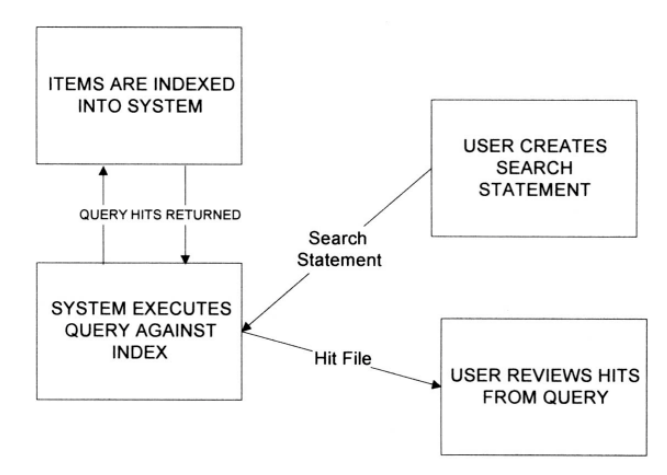 ITEMS ARE INDEXED
INTO SYSTEM
USER CREATES
SEARCH
STATEMENT
QUERY HITS RETURNED
Search
Statement
SYSTEM EXECUTES
QUERY AGAINST
INDEX
Hit File
USER REVIEWS HITS
FROM QUERY